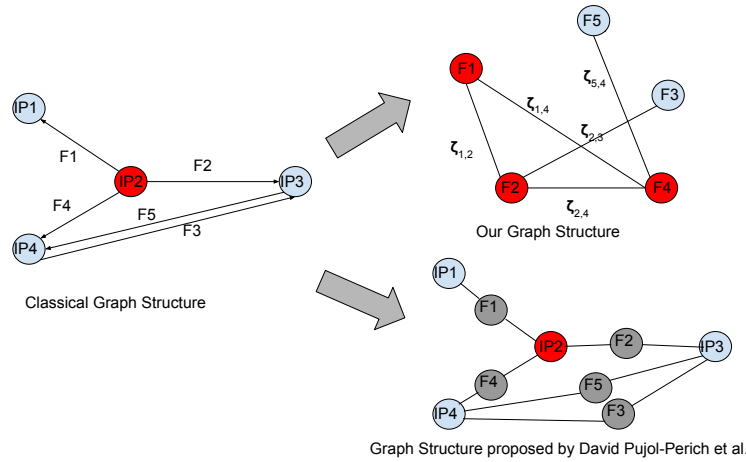 F5
F1
ζ5,4
IP1
ζ1,4
F3
F1
ζ2,3
F2
ζ1,2
IP2
IP3
F2
F4
F4
F5
ζ2,4
F3
IP4
Our Graph Structure
IP1
Classical Graph Structure
F1
IP2
F2
IP3
F4
F5
IP4
F3
Graph Structure proposed by David Pujol-Perich et al.